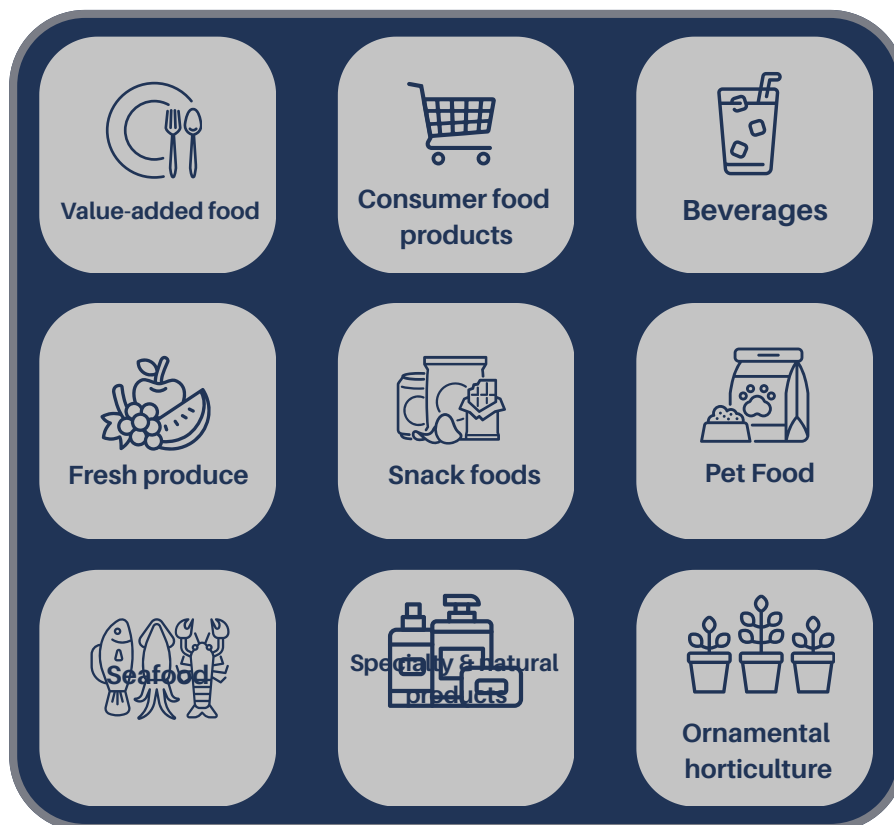 Value-added food
Consumer food
products
Beverages
Fresh produce
Snack foods
Pet Food
Seafood
Specialty & natural
products
Ornamental
horticulture